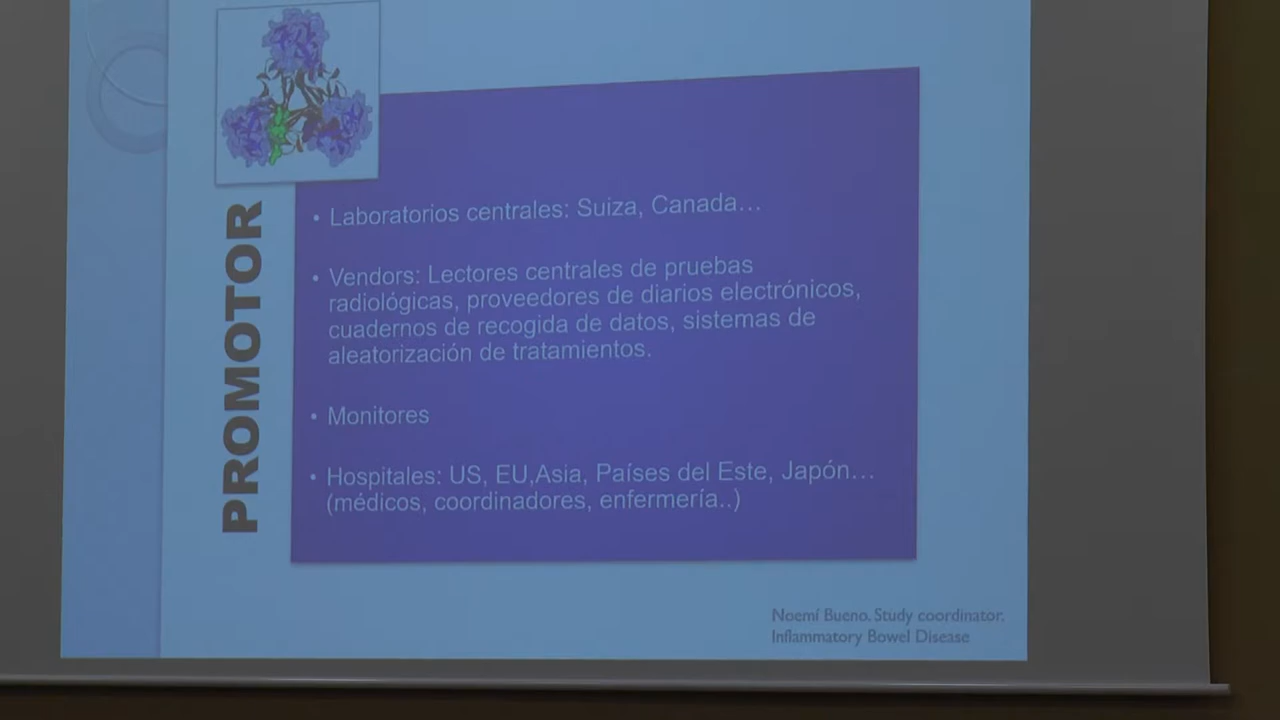 PROMOTOR
• Laboratorios centrales: Suiza, Canada…
• Vendors: Lectores centrales de pruebas
radiológicas, proveedores de diarios electrónicos,
cuadernos de recogida de datos, sistemas de
aleatorización de tratamientos.
• Monitores
• Hospitales: US, EU,Asia, Países del Este, Japón…
(médicos, coordinadores, enfermería..)
Noemí Bueno. Study coordinator.
Inflammatory Bowel Disease